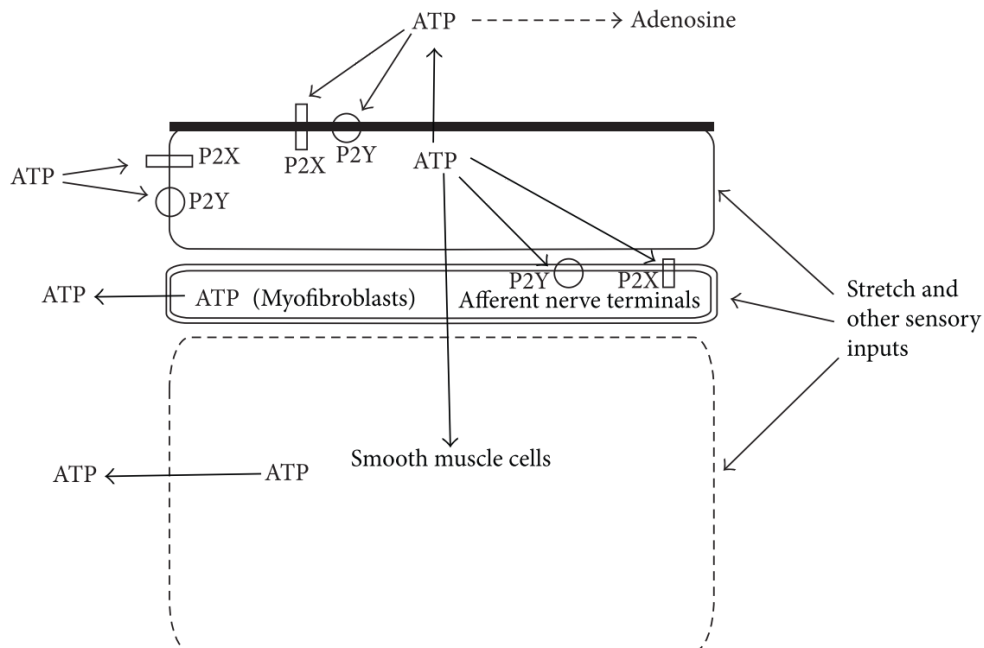 ATP
Adenosine
P2X
P2X
P2Y
ATP
ATP
P2Y
P2Y
P2X
ATP
ATP (Myofibroblasts)
Afferent nerve terminals
Stretch and
other sensory
inputs
Smooth muscle cells
ATP
ATP